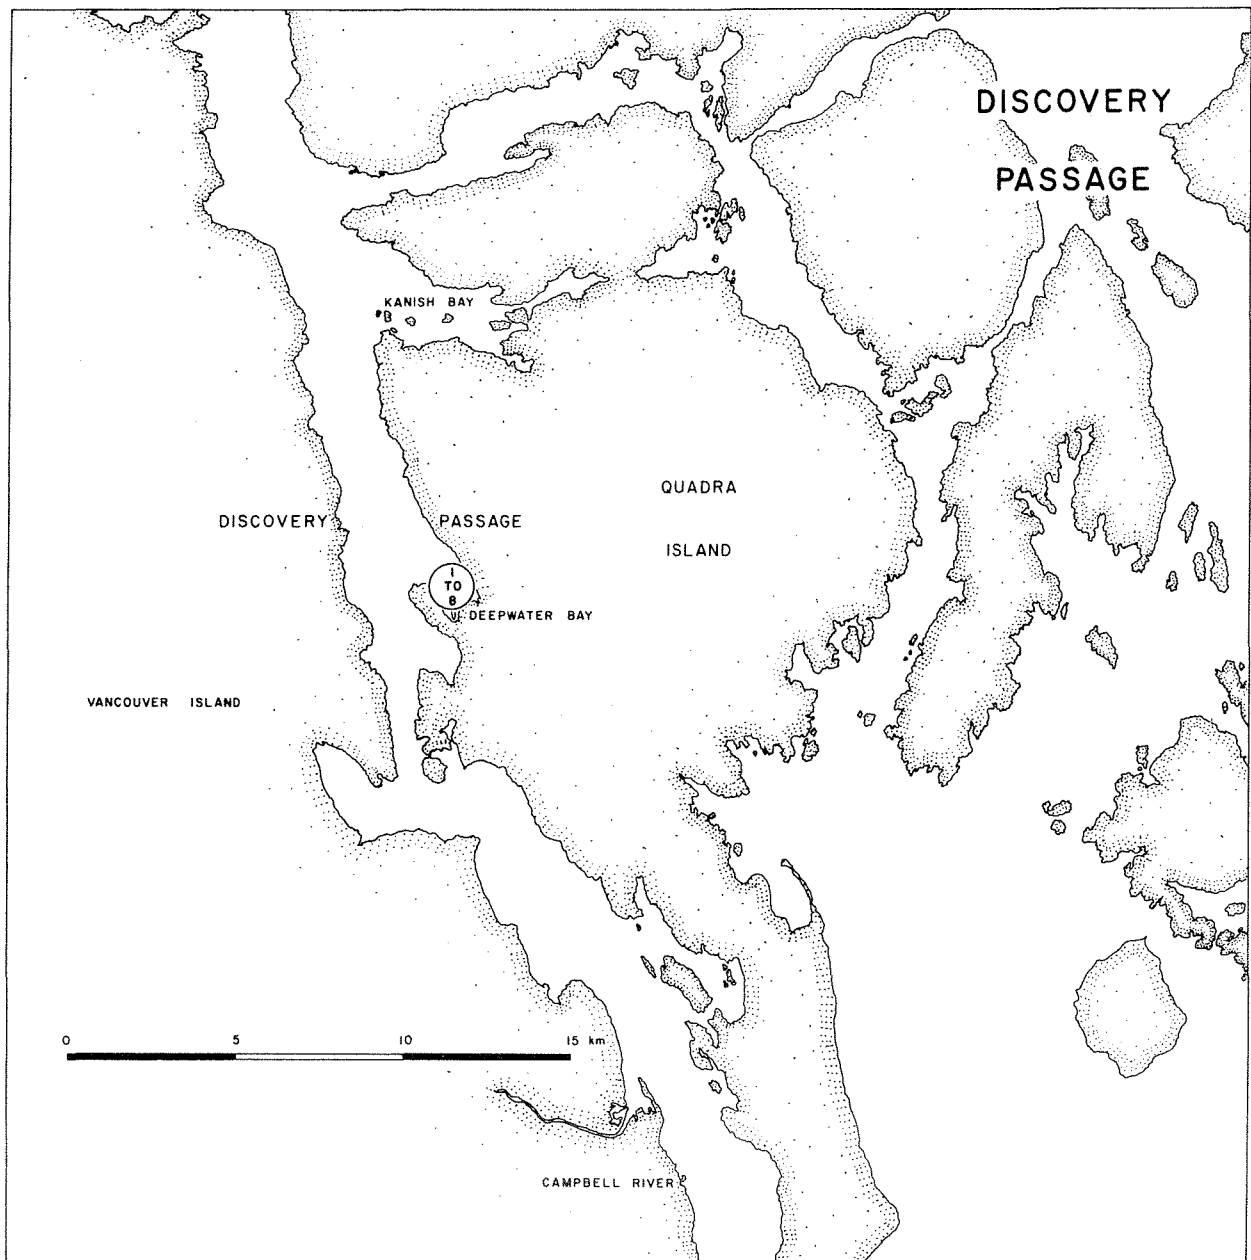 DISCOVERY
PASSAGE
KANISH BAY
QUADRA
DISCOVERY PASSAGE
ISLAND
1
TO
8
DEEPWATER BAY
VANCOUVER ISLAND
0 5 10 15 km
CAMPBELL RIVER